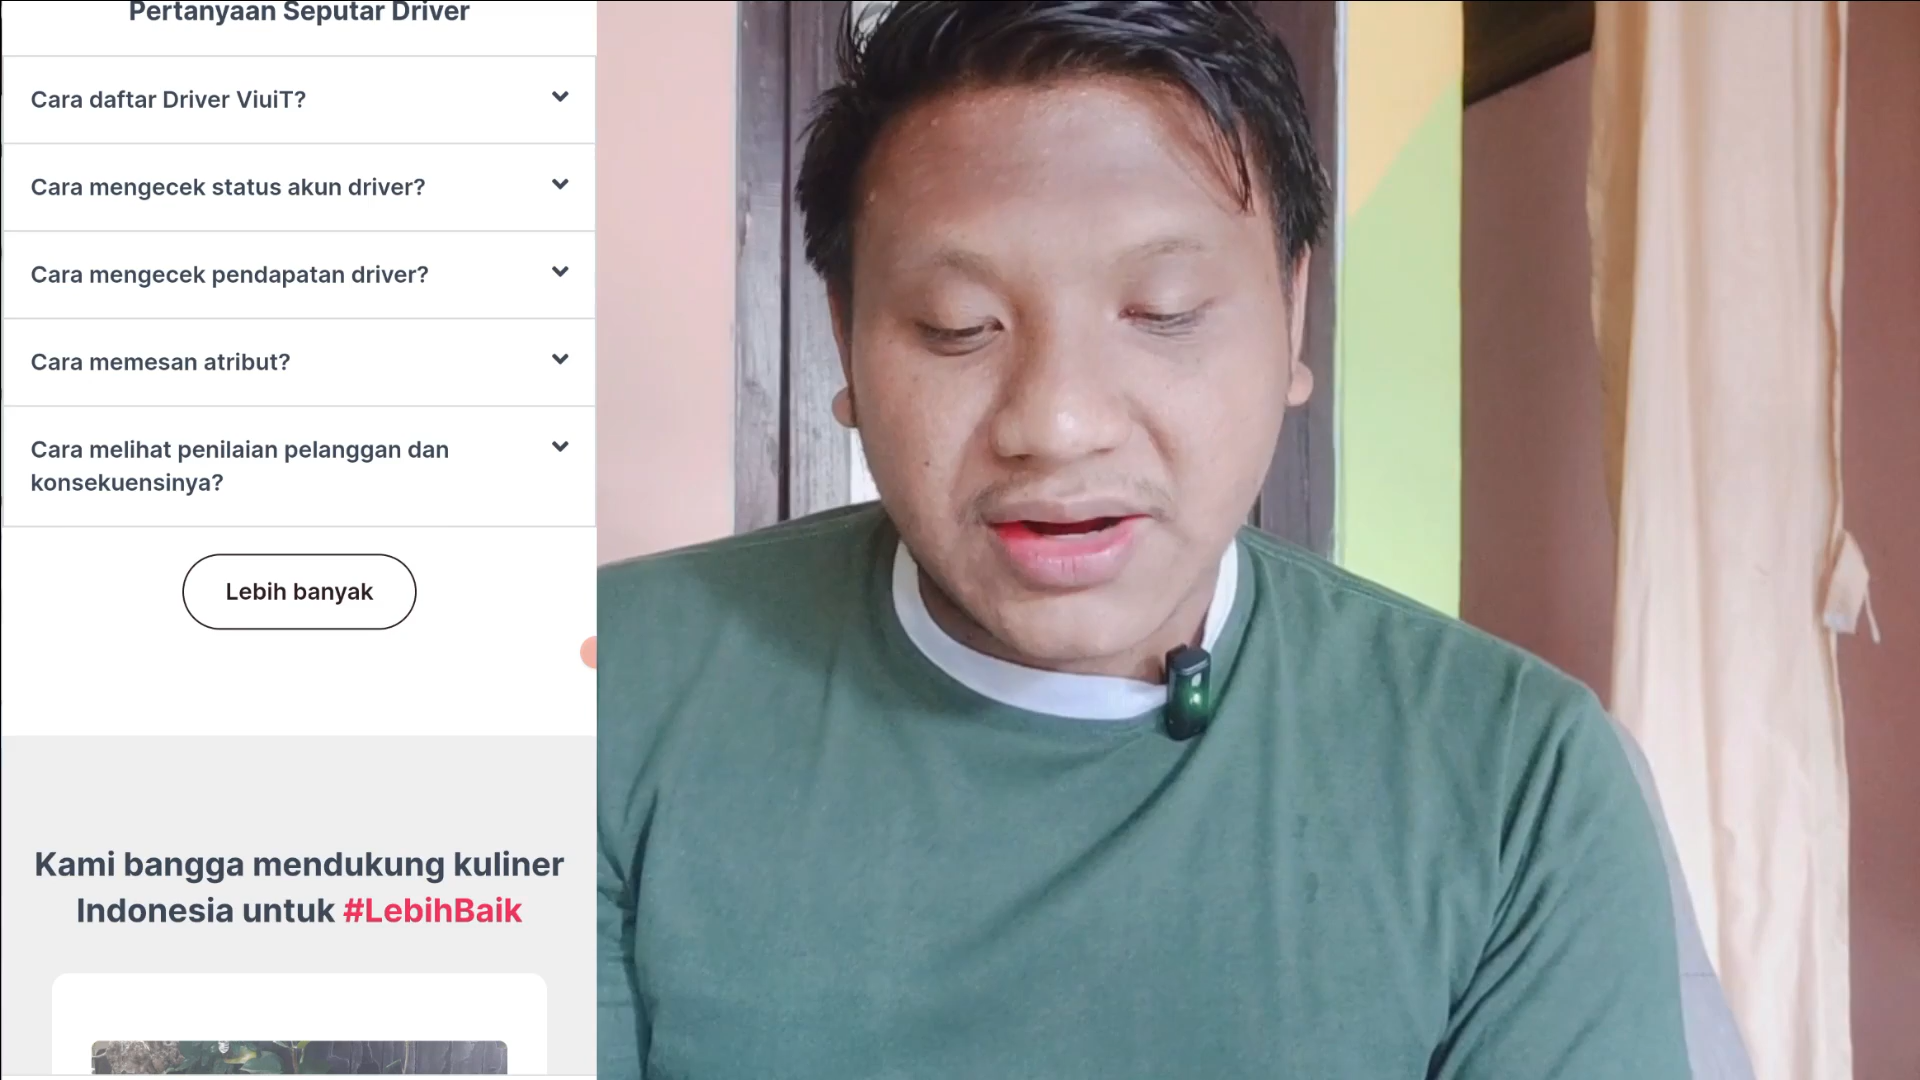 Pertanyaan Seputar Driver
Cara daftar Driver ViuiT?
Cara mengecek status akun driver?
Cara mengecek pendapatan driver?
Cara memesan atribut?
Cara melihat penilaian pelanggan dan
konsekuensinya?
Lebih banyak
Kami bangga mendukung kuliner
Indonesia untuk #LebihBaik